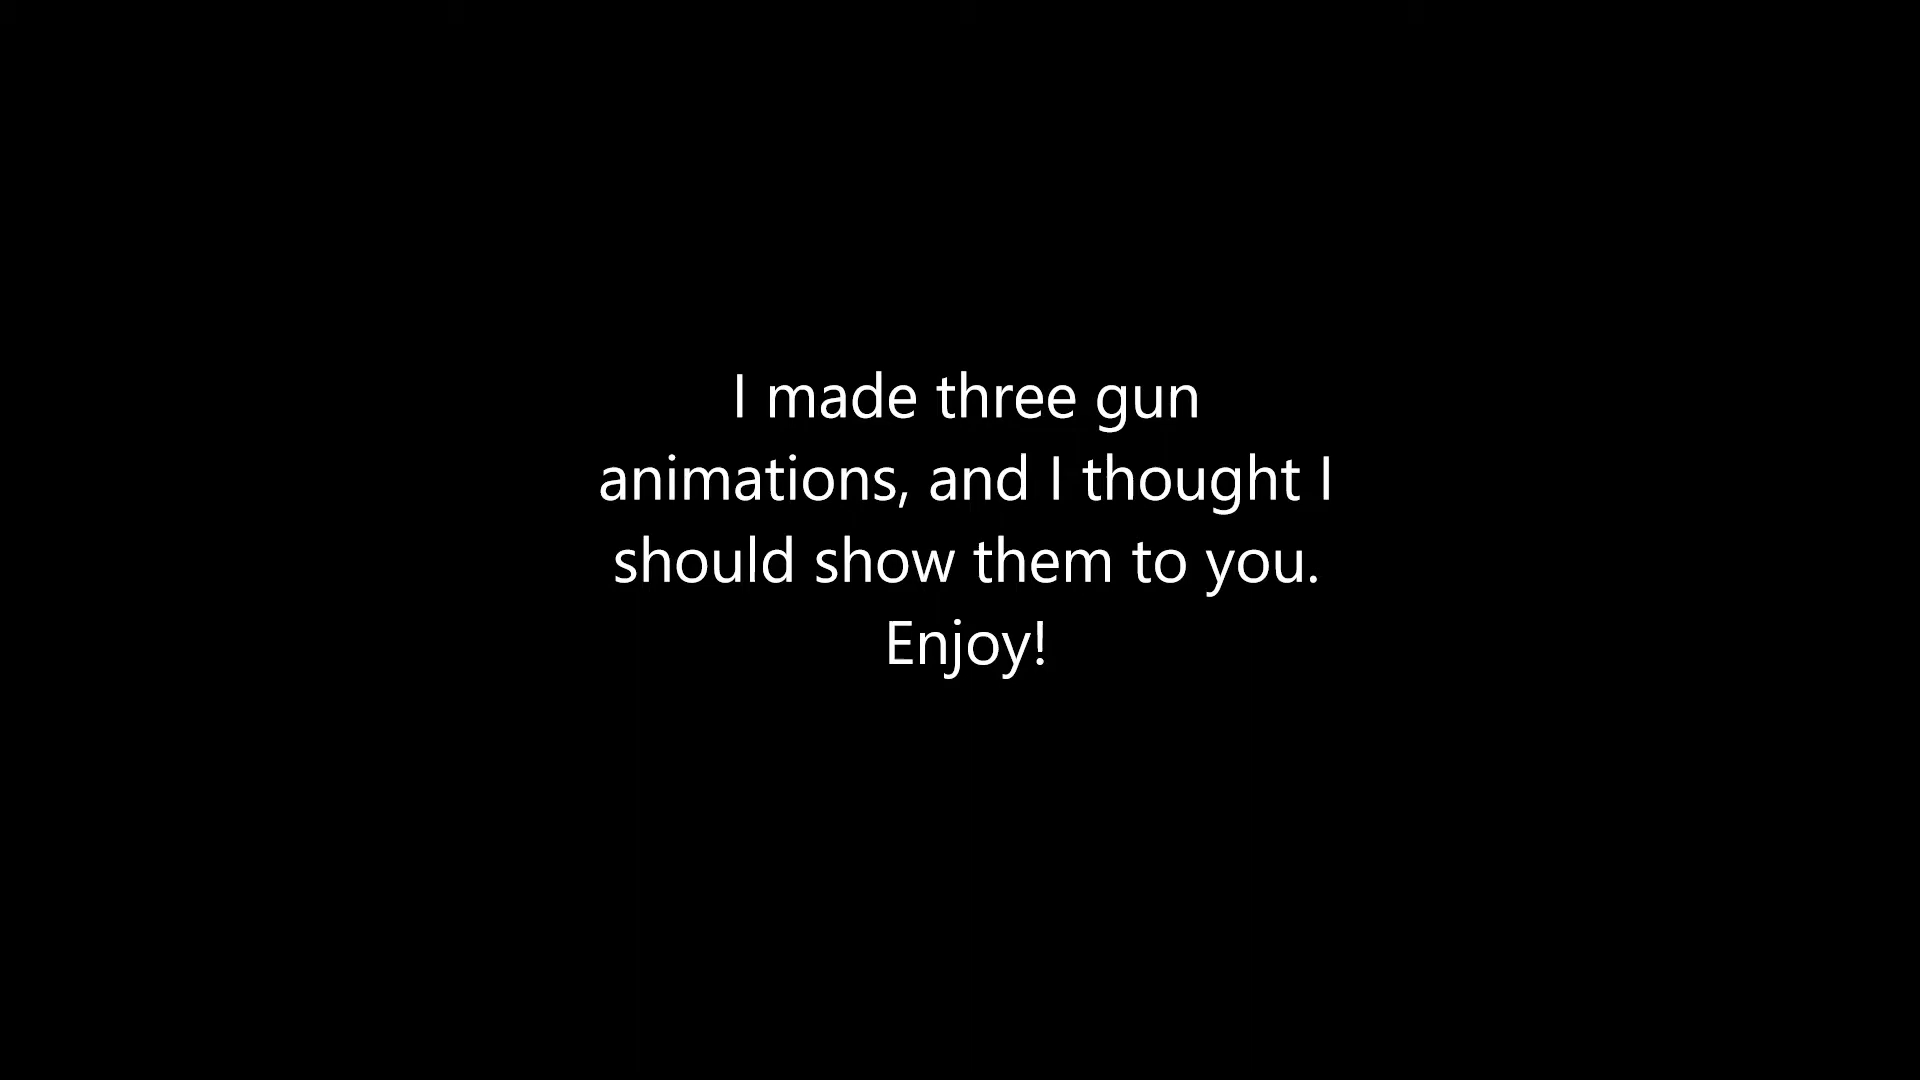 I made three gun
animations, and I thought I
should show them to you.
Enjoy!